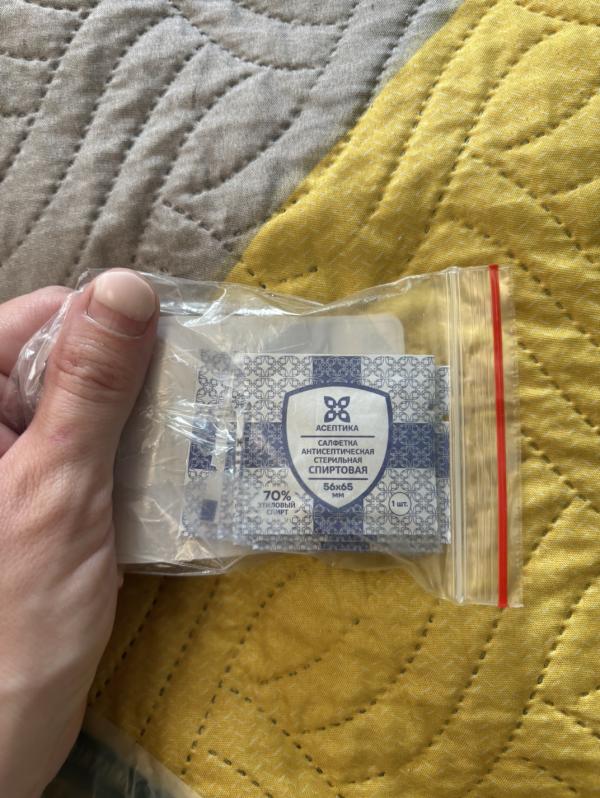 АСЕПТИКА
САЛФЕТКА
АНТИСЕПТИЧЕСКАЯ
СТЕРИЛЬНАЯ
СПИРТОВАЯ
56х65
мм
70%
ЭТИЛОВЫЙ
СПИРТ
1 шт.